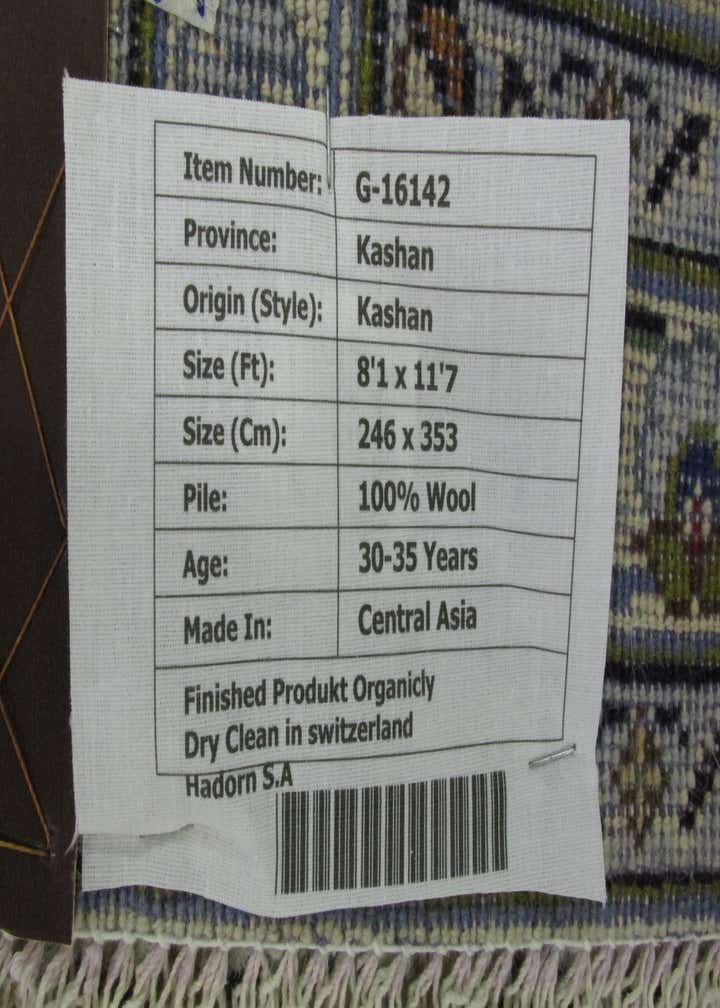 Item Number: G-16142
Province: Kashan
Origin (Style): Kashan
Size (Ft): 8'1 x 11'7
Size (Cm): 246 x 353
Pile: 100% Wool
Age: 30-35 Years
Made In: Central Asia
Finished Produkt Organicly
Dry Clean in switzerland
Hadorn S.A